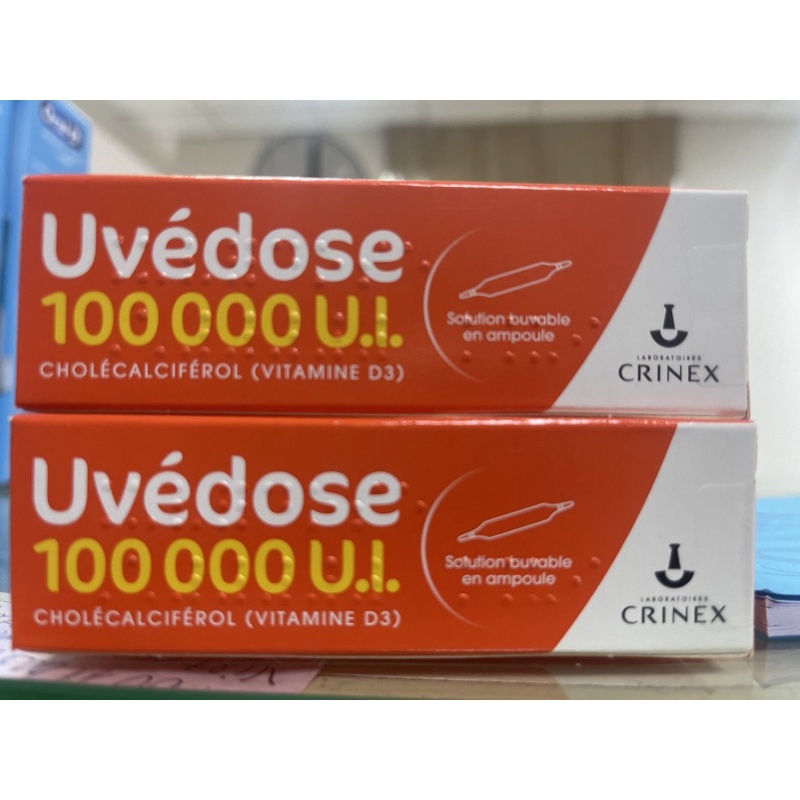 Uvédose
100 000 U.I.
CHOLÉCALCIFÉROL (VITAMINE D3)
Solution buvable
en ampoule
LABORATOIRES
CRINEX
Uvédose
100 000 U.I.
CHOLÉCALCIFÉROL (VITAMINE D3)
Solution buvable
en ampoule
LABORATOIRES
CRINEX